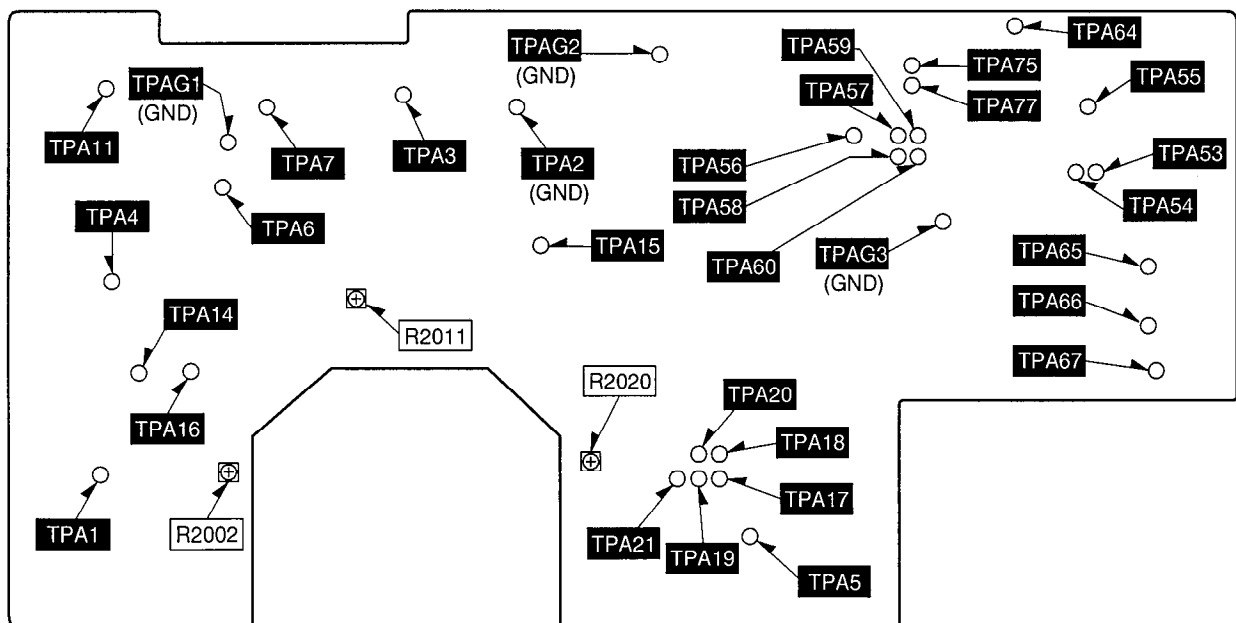 TPAG2
(GND)
TPA59
TPA64
TPA75
TPAG1
(GND)
TPA57
TPA55
TPA77
TPA11
TPA7
TPA3
TPA2
(GND)
TPA56
TPA53
TPA4
TPA6
TPA58
TPA54
TPA15
TPA60
TPAG3
(GND)
TPA65
TPA14
R2011
TPA66
TPA67
R2020
TPA20
TPA16
TPA18
TPA17
TPA1
R2002
TPA21
TPA19
TPA5